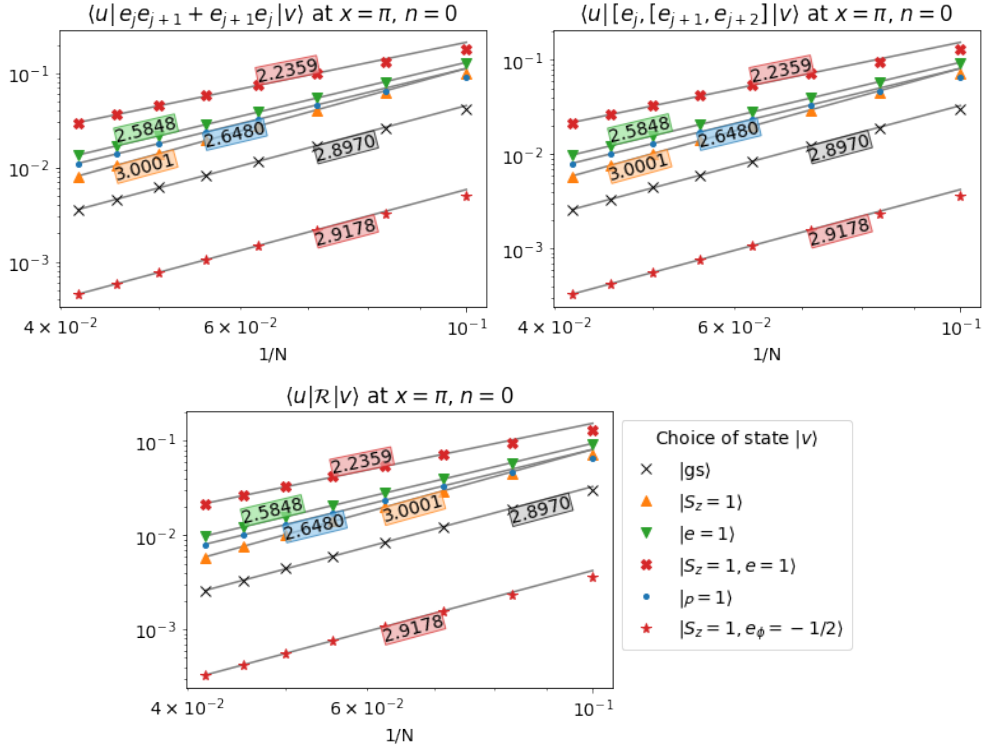 ⟨u| e_j e_{j+1} + e_{j+1} e_j |v⟩ at x = π, n = 0
10^{-1}
10^{-2}
10^{-3}
2.2359
2.5848
2.6480
3.0001
2.8970
2.9178
4 × 10^{-2}
6 × 10^{-2}
10^{-1}
1/N
⟨u| [e_j, [e_{j+1}, e_{j+2}] |v⟩ at x = π, n = 0
10^{-1}
10^{-2}
10^{-3}
2.2359
2.5848
2.6480
3.0001
2.8970
2.9178
4 × 10^{-2}
6 × 10^{-2}
10^{-1}
1/N
⟨u|ℛ|v⟩ at x = π, n = 0
10^{-1}
10^{-2}
10^{-3}
2.2359
2.5848
2.6480
3.0001
2.8970
2.9178
4 × 10^{-2}
6 × 10^{-2}
10^{-1}
1/N
Choice of state |v⟩
|gs⟩
|S_z = 1⟩
|e = 1⟩
|S_z = 1, e = 1⟩
|_p = 1⟩
|S_z = 1, e_ϕ = − 1/2⟩